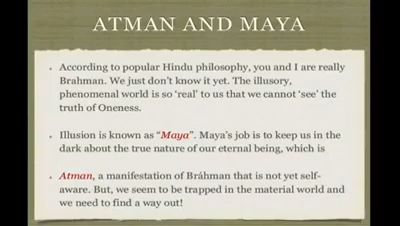 ATMAN AND MAYA
According to popular Hindu philosophy, you and I are really
Brahman. We just don't know it yet. The illusory,
phenomenal world is so 'real' to us that we cannot 'see' the
truth of Oneness.
Illusion is known as "Maya". Maya's job is to keep us in the
dark about the true nature of our eternal being, which is
Atman, a manifestation of Bráhman that is not yet self-
aware. But, we seem to be trapped in the material world and
we need to find a way out!